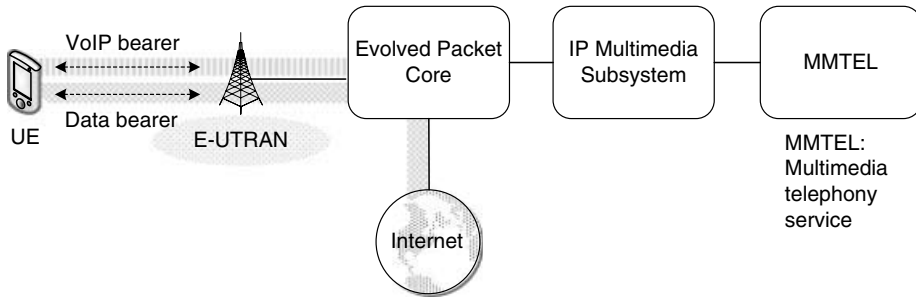 VoIP bearer
Data bearer
UE
E-UTRAN
Evolved Packet
Core
IP Multimedia
Subsystem
MMTEL
MMTEL:
Multimedia
telephony
service
Internet